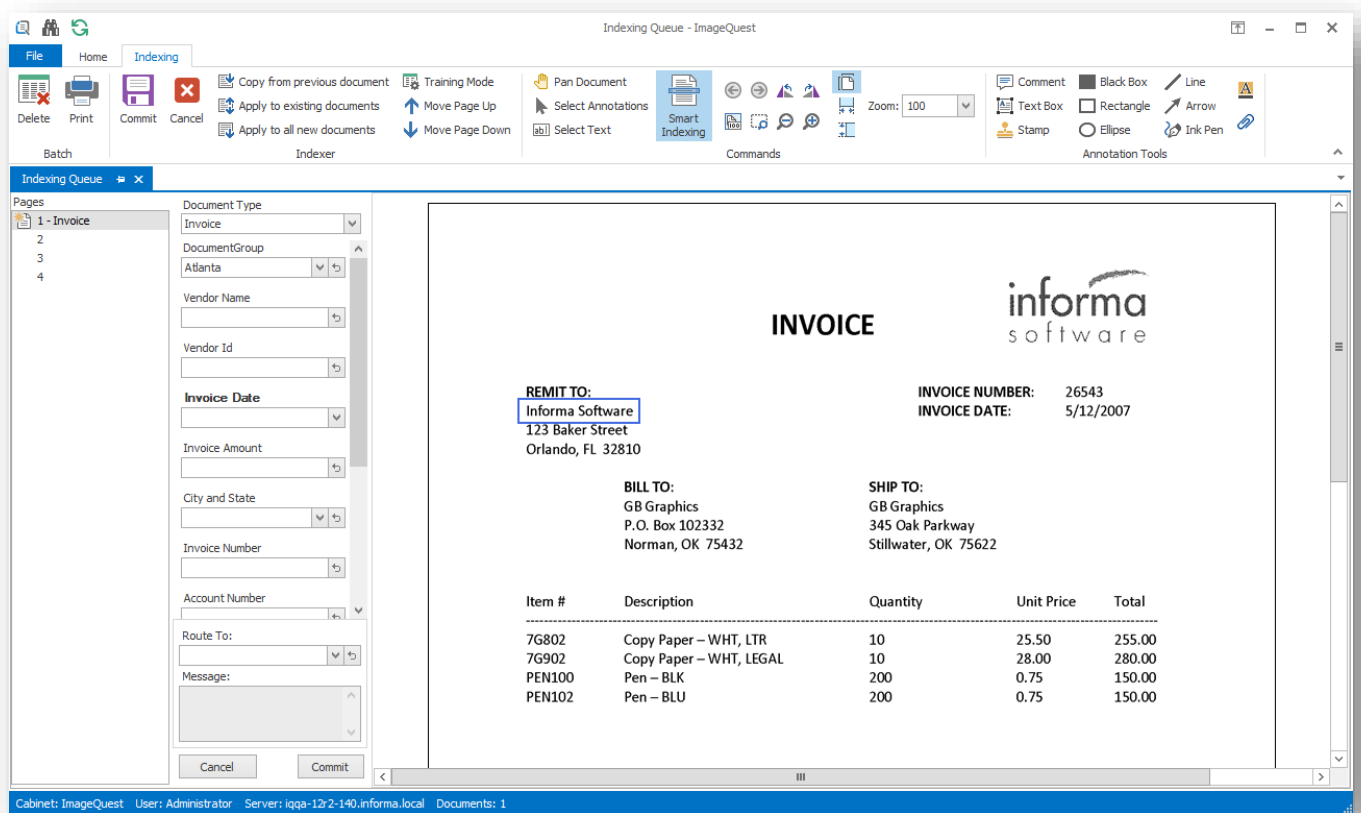 Indexing Queue - ImageQuest
File Home Indexing
Delete Print Commit Cancel
Copy from previous document
Apply to existing documents
Apply to all new documents
Training Mode
Move Page Up
Move Page Down
Pan Document
Select Annotations
ab Select Text
Smart
Indexing
100
Zoom: 100
Comment Black Box Line
A Text Box Rectangle Arrow
Stamp Ellipse Ink Pen
A
Batch Indexer Commands Annotation Tools
Indexing Queue
Pages
1 - Invoice
2
3
4
Document Type
Invoice
DocumentGroup
Atlanta
Vendor Name
Vendor Id
Invoice Date
Invoice Amount
City and State
Invoice Number
Account Number
Route To:
Message:
Cancel Commit
informa
software
INVOICE
REMIT TO:
Informa Software
123 Baker Street
Orlando, FL 32810
INVOICE NUMBER: 26543
INVOICE DATE: 5/12/2007
BILL TO:
GB Graphics
P.O. Box 102332
Norman, OK 75432
SHIP TO:
GB Graphics
345 Oak Parkway
Stillwater, OK 75622
Item # Description Quantity Unit Price Total
7G802 Copy Paper – WHT, LTR 10 25.50 255.00
7G902 Copy Paper – WHT, LEGAL 10 28.00 280.00
PEN100 Pen – BLK 200 0.75 150.00
PEN102 Pen – BLU 200 0.75 150.00
Cabinet: ImageQuest User: Administrator Server: iqqa-12r2-140.informa.local Documents: 1